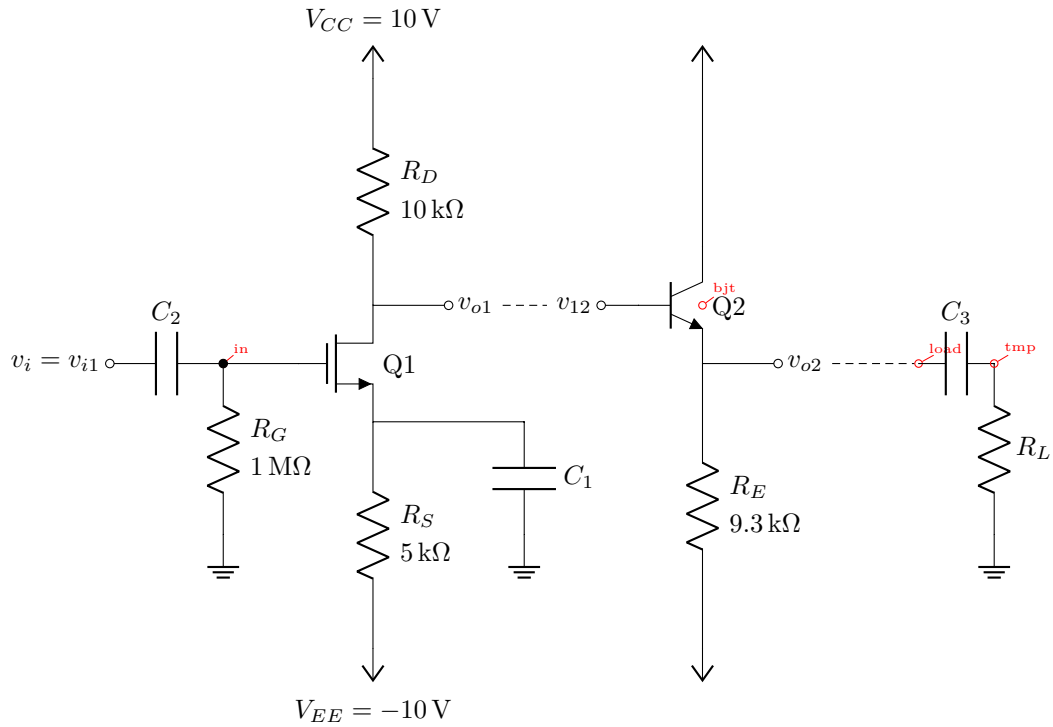 V_{CC} = 10 V
R_D
10 kΩ
v_{o1}
v_{12}
bjt
Q2
C_2
C_3
v_i = v_{i1}
in
Q1
v_{o2}
load
tmp
R_G
1 MΩ
R_L
C_1
R_E
9.3 kΩ
R_S
5 kΩ
V_{EE} = −10 V